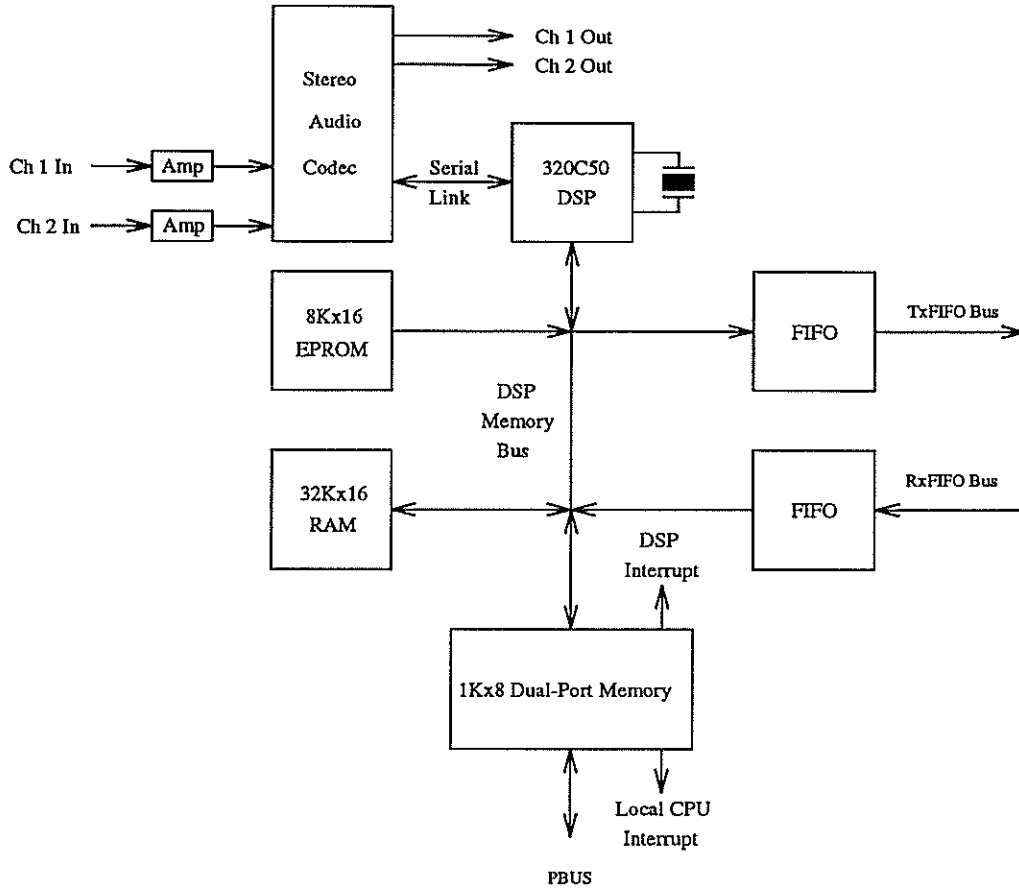 Ch 1 Out
Ch 2 Out
Stereo
Audio
Codec
Ch 1 In
Amp
Ch 2 In
Amp
Serial
Link
320C50
DSP
8Kx16
EPROM
FIFO
TxFIFO Bus
DSP
Memory
Bus
32Kx16
RAM
FIFO
RxFIFO Bus
DSP
Interrupt
1Kx8 Dual-Port Memory
Local CPU
Interrupt
PBUS